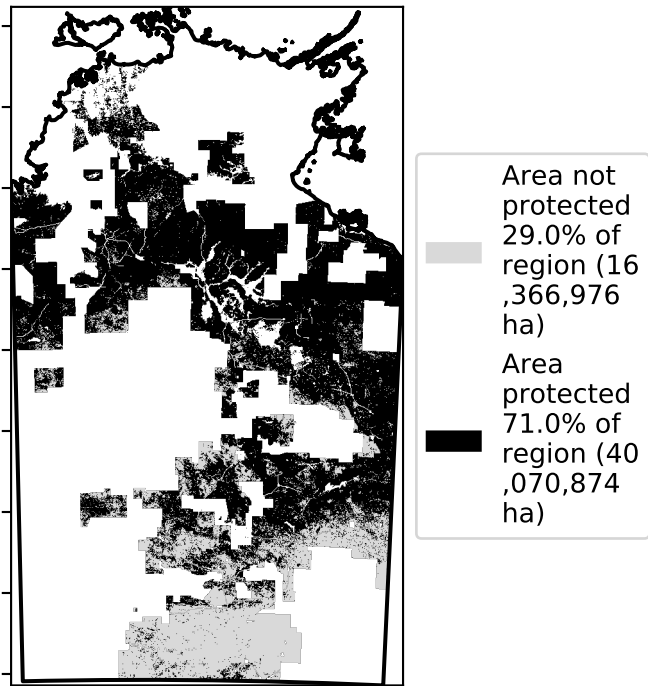 Area not
protected
29.0% of
region (16
,366,976
ha)
Area
protected
71.0% of
region (40
,070,874
ha)